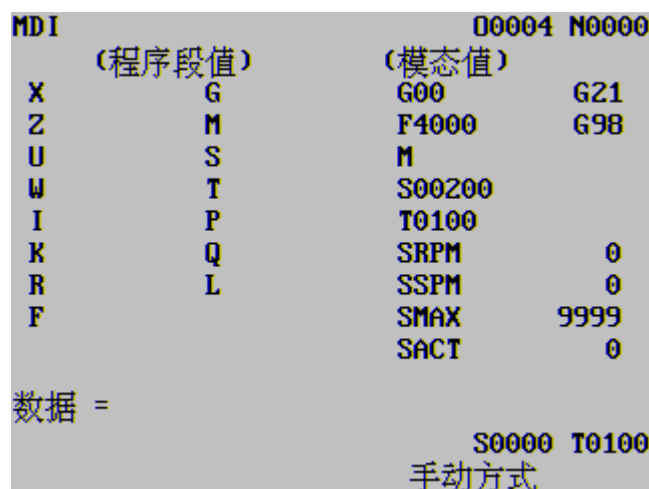 MDI O0004 N0000
(程序段值) (模态值)
X G G00 G21
Z M F4000 G98
U S M
W T S00200
I P T0100
K Q SRPM 0
R L SSPM 0
F SMAX 9999
SACT 0
数据 =
S0000 T0100
手动方式